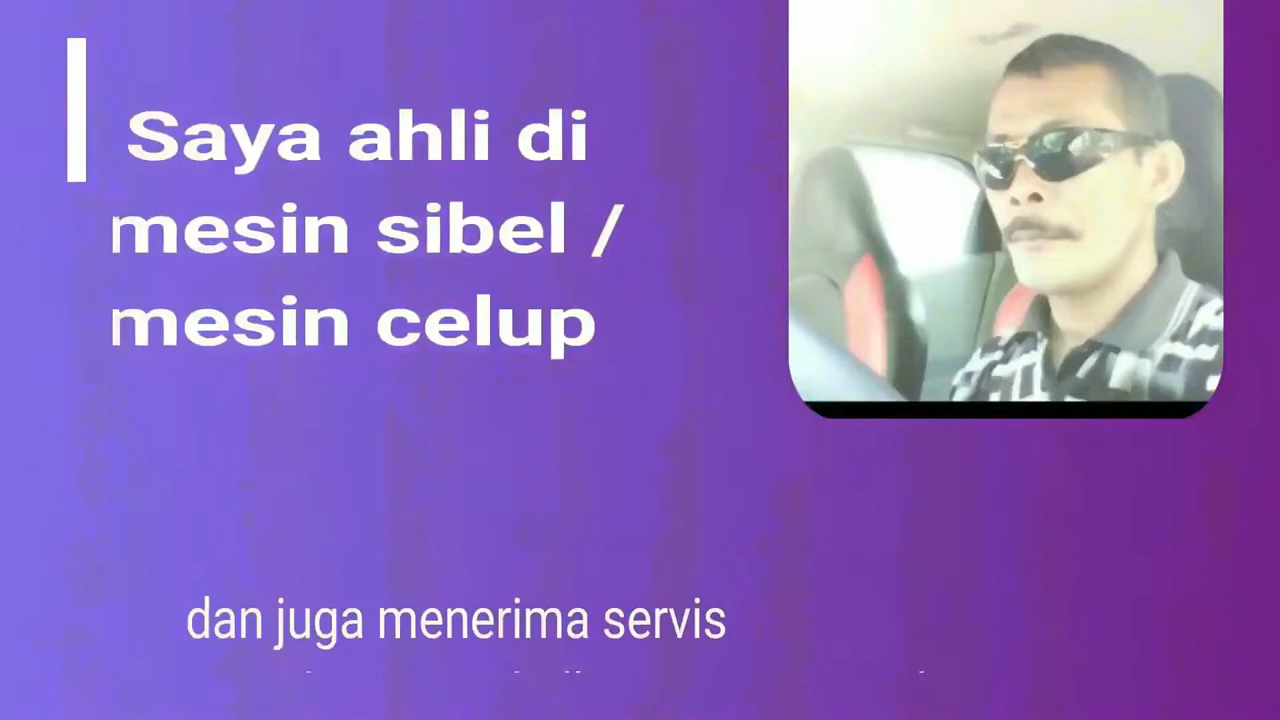 Saya ahli di
mesin sibel /
mesin celup
dan juga menerima servis